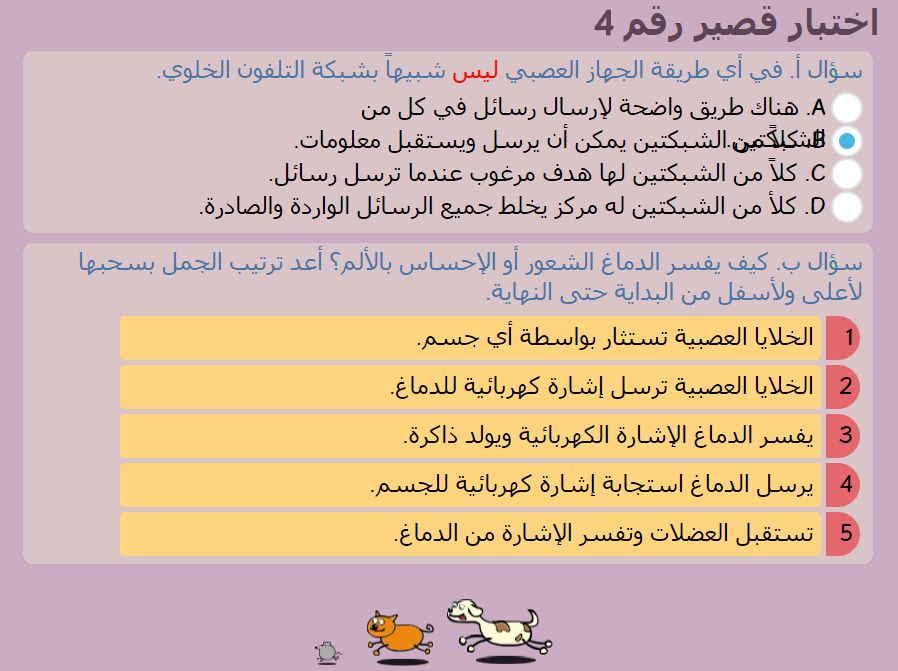 اختبار قصير رقم 4
سؤال أ. في أي طريقة الجهاز العصبي ليس شبيهاً بشبكة التلفون الخلوي.
A. هناك طريق واضحة لإرسال رسائل في كل من
الشبكتين.
B. كلاً من الشبكتين يمكن أن يرسل ويستقبل معلومات.
C. كلاً من الشبكتين لها هدف مرغوب عندما ترسل رسائل.
D. كلأ من الشبكتين له مركز يخلط جميع الرسائل الواردة والصادرة.
سؤال ب. كيف يفسر الدماغ الشعور أو الإحساس بالألم؟ أعد ترتيب الجمل بسحبها
لأعلى ولأسفل من البداية حتى النهاية.
1 الخلايا العصبية تستثار بواسطة أي جسم.
2 الخلايا العصبية ترسل إشارة كهربائية للدماغ.
3 يفسر الدماغ الإشارة الكهربائية ويولد ذاكرة.
4 يرسل الدماغ استجابة إشارة كهربائية للجسم.
5 تستقبل العضلات وتفسر الإشارة من الدماغ.